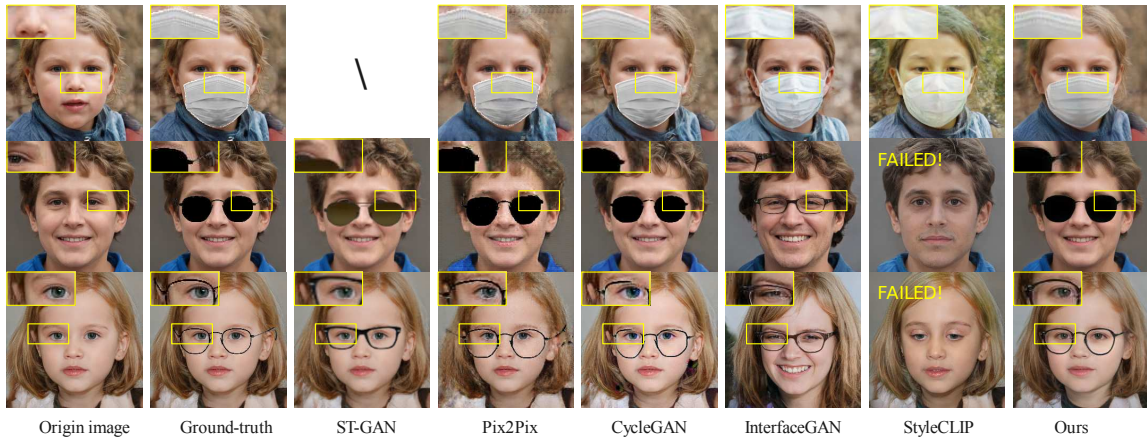 \
FAILED!
FAILED!
Origin image Ground-truth ST-GAN Pix2Pix CycleGAN InterfaceGAN StyleCLIP Ours